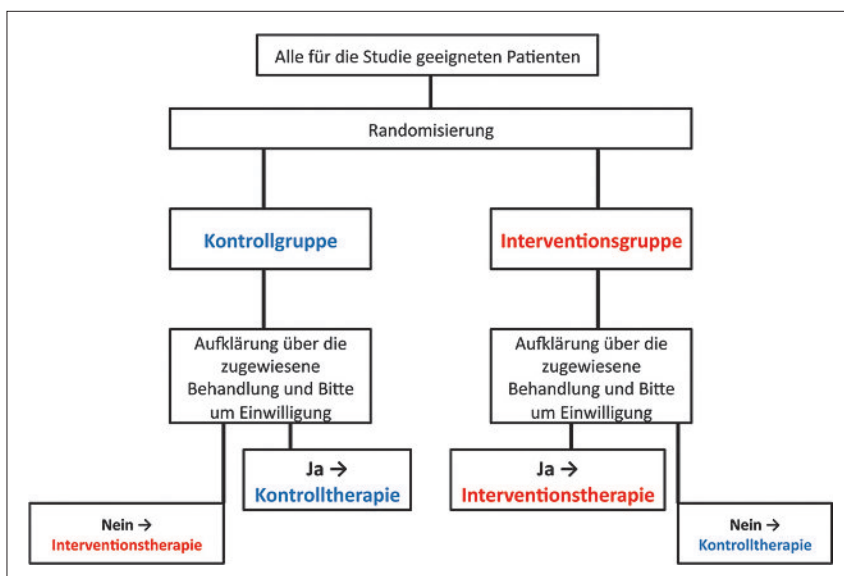 Alle für die Studie geeigneten Patienten
Randomisierung
Kontrollgruppe
Interventionsgruppe
Aufklärung über die
zugewiesene
Behandlung und Bitte
um Einwilligung
Aufklärung über die
zugewiesene
Behandlung und Bitte
um Einwilligung
Ja →
Kontrolltherapie
Ja →
Interventionstherapie
Nein →
Interventionstherapie
Nein →
Kontrolltherapie